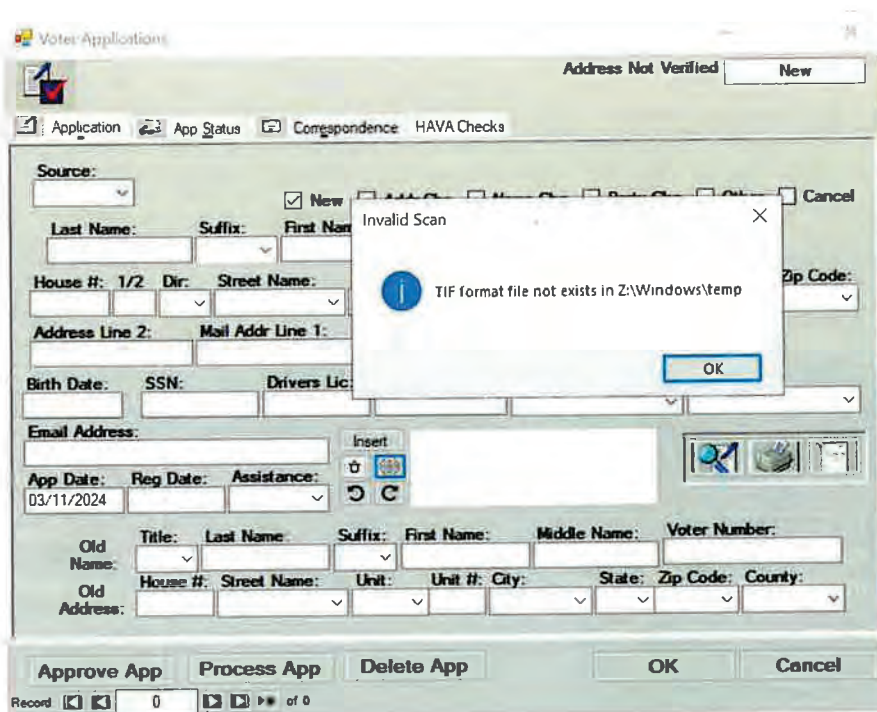 Voter Applications
Address Not Verified New
Application App Status Correspondence HAVA Checks
Source:
New Cancel
Last Name: Suffix: First Nam
Invalid Scan
TIF format file not exists in Z:\Windows\temp
OK
House #: 1/2 Dir: Street Name: Zip Code:
Address Line 2: Mail Addr Line 1:
Birth Date: SSN: Drivers Lic:
Email Address:
Insert
App Date: Reg Date: Assistance:
03/11/2024
Old Name: Title: Last Name: Suffix: First Name: Middle Name: Voter Number:
Old Address: House #: Street Name: Unit: Unit #: City: State: Zip Code: County:
Approve App Process App Delete App OK Cancel
Record 0 of 0